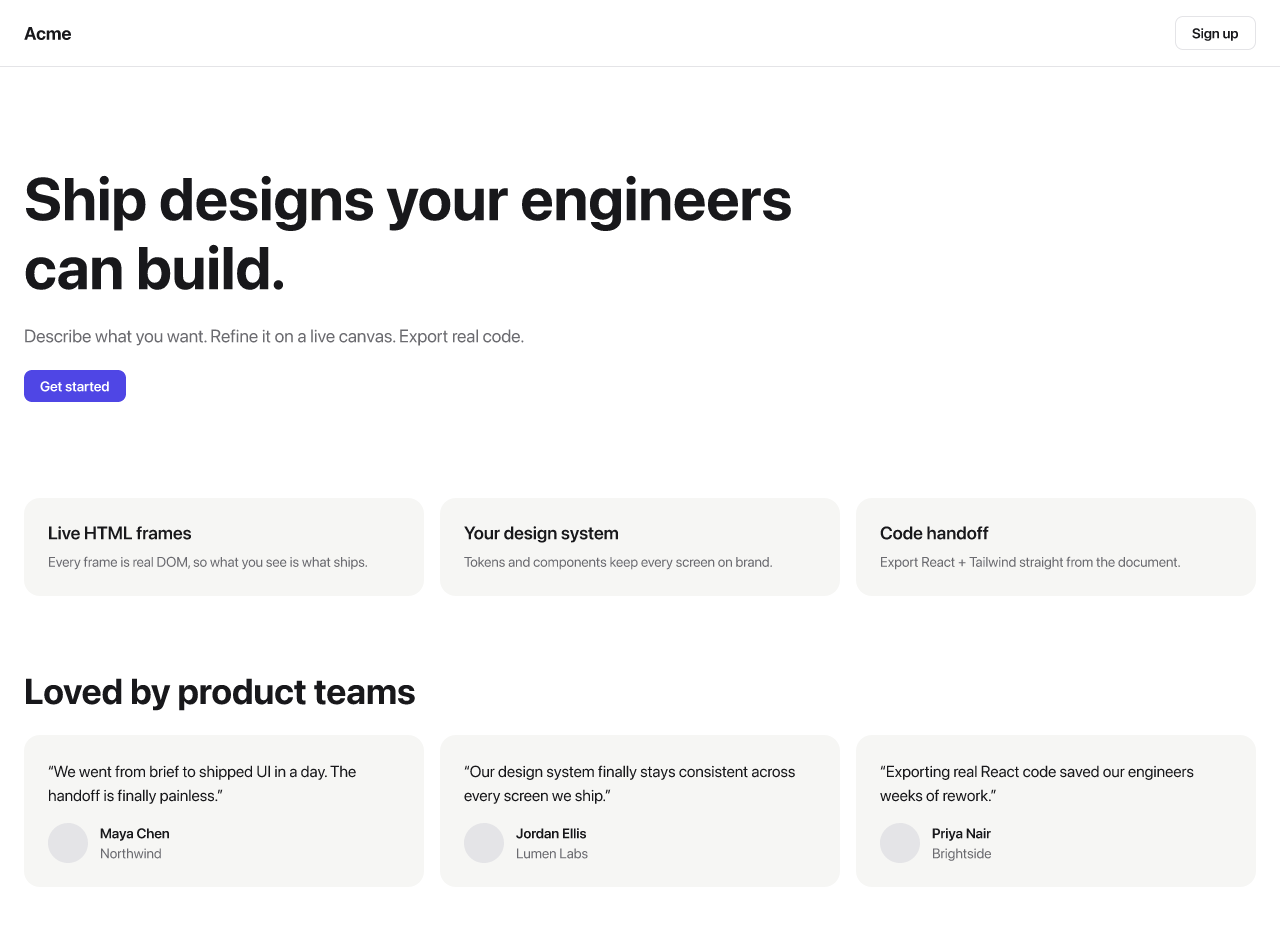 Acme
Sign up
Ship designs your engineers
can build.
Describe what you want. Refine it on a live canvas. Export real code.
Get started
Live HTML frames
Every frame is real DOM, so what you see is what ships.
Your design system
Tokens and components keep every screen on brand.
Code handoff
Export React + Tailwind straight from the document.
Loved by product teams
“We went from brief to shipped UI in a day. The
handoff is finally painless.”
Maya Chen
Northwind
“Our design system finally stays consistent across
every screen we ship.”
Jordan Ellis
Lumen Labs
“Exporting real React code saved our engineers
weeks of rework.”
Priya Nair
Brightside